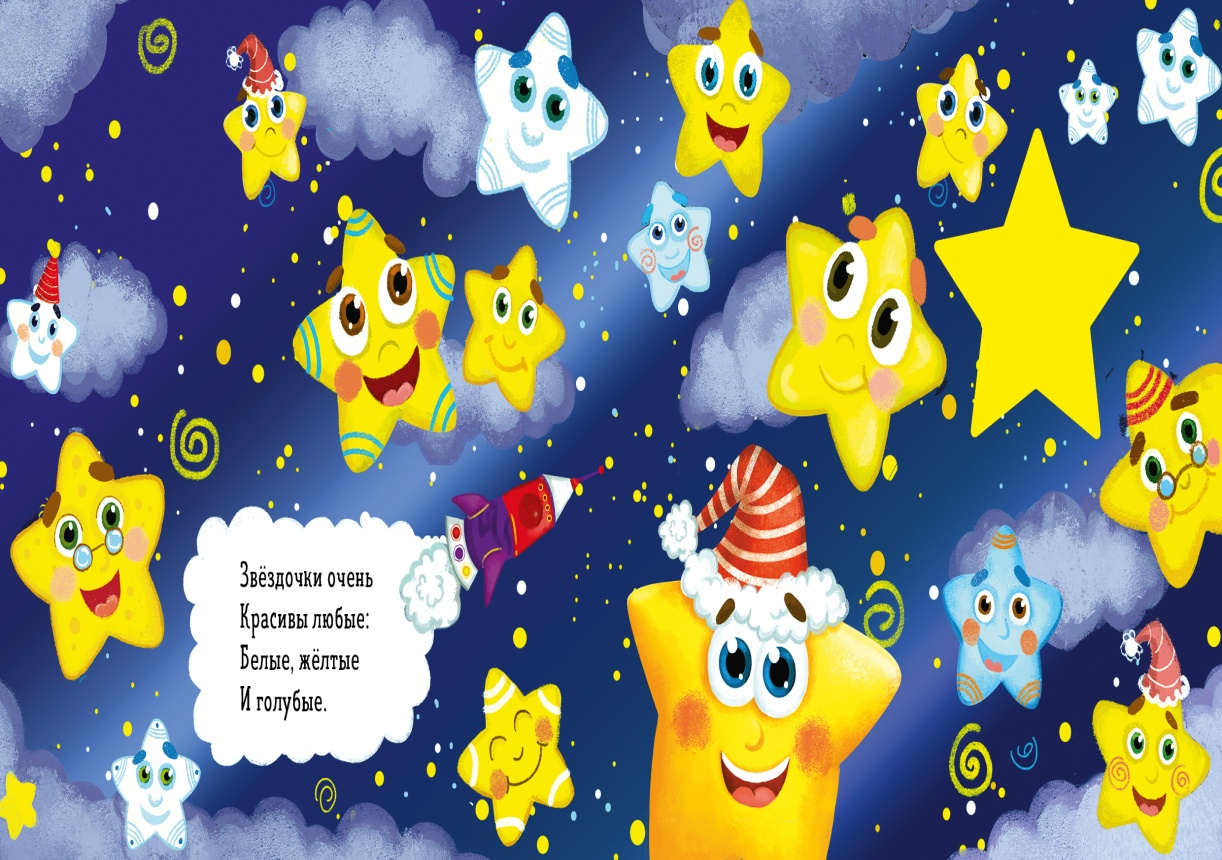 Звёздочки очень
Красивы любые:
Белые, жёлтые
И голубые.